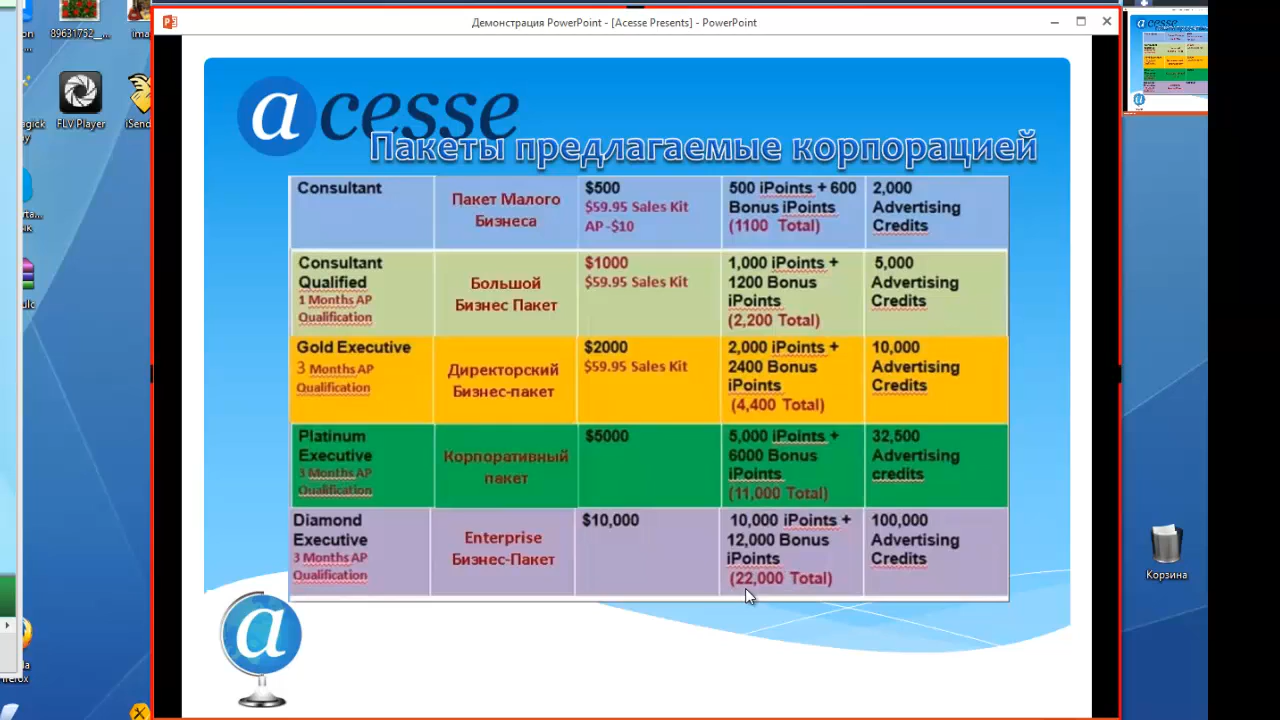 Демонстрация PowerPoint - [Acesse Presents] - PowerPoint
89631752_...
ima
FLV Player
iSend
Корзина
acesse
Пакеты предлагаемые корпорацией
Consultant
Пакет Малого
Бизнеса
$500
$59.95 Sales Kit
AP -$10
500 iPoints + 600
Bonus iPoints
(1100 Total)
2,000
Advertising
Credits
Consultant
Qualified
1 Months AP
Qualification
Большой
Бизнес Пакет
$1000
$59.95 Sales Kit
1,000 iPoints +
1200 Bonus
iPoints
(2,200 Total)
5,000
Advertising
Credits
Gold Executive
3 Months AP
Qualification
Директорский
Бизнес-пакет
$2000
$59.95 Sales Kit
2,000 iPoints +
2400 Bonus
iPoints
(4,400 Total)
10,000
Advertising
Credits
Platinum
Executive
3 Months AP
Qualification
Корпоративный
пакет
$5000
5,000 iPoints +
6000 Bonus
iPoints
(11,000 Total)
32,500
Advertising
credits
Diamond
Executive
3 Months AP
Qualification
Enterprise
Бизнес-Пакет
$10,000
10,000 iPoints +
12,000 Bonus
iPoints
(22,000 Total)
100,000
Advertising
Credits
a